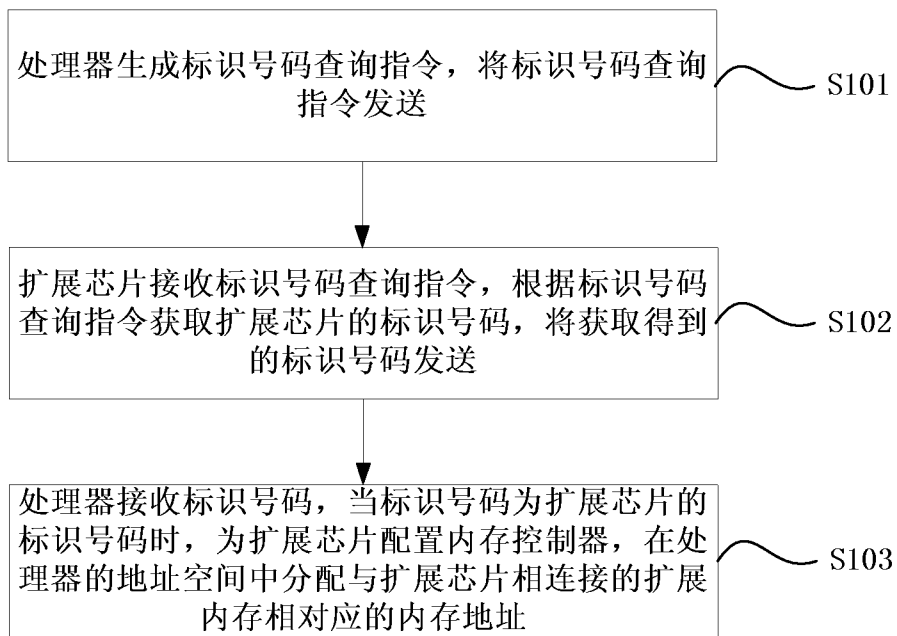 处理器生成标识号码查询指令，将标识号码查询
指令发送
S101
扩展芯片接收标识号码查询指令，根据标识号码
查询指令获取扩展芯片的标识号码，将获取得到
的标识号码发送
S102
处理器接收标识号码，当标识号码为扩展芯片的
标识号码时，为扩展芯片配置内存控制器，在处
理器的地址空间中分配与扩展芯片相连接的扩展
内存相对应的内存地址
S103